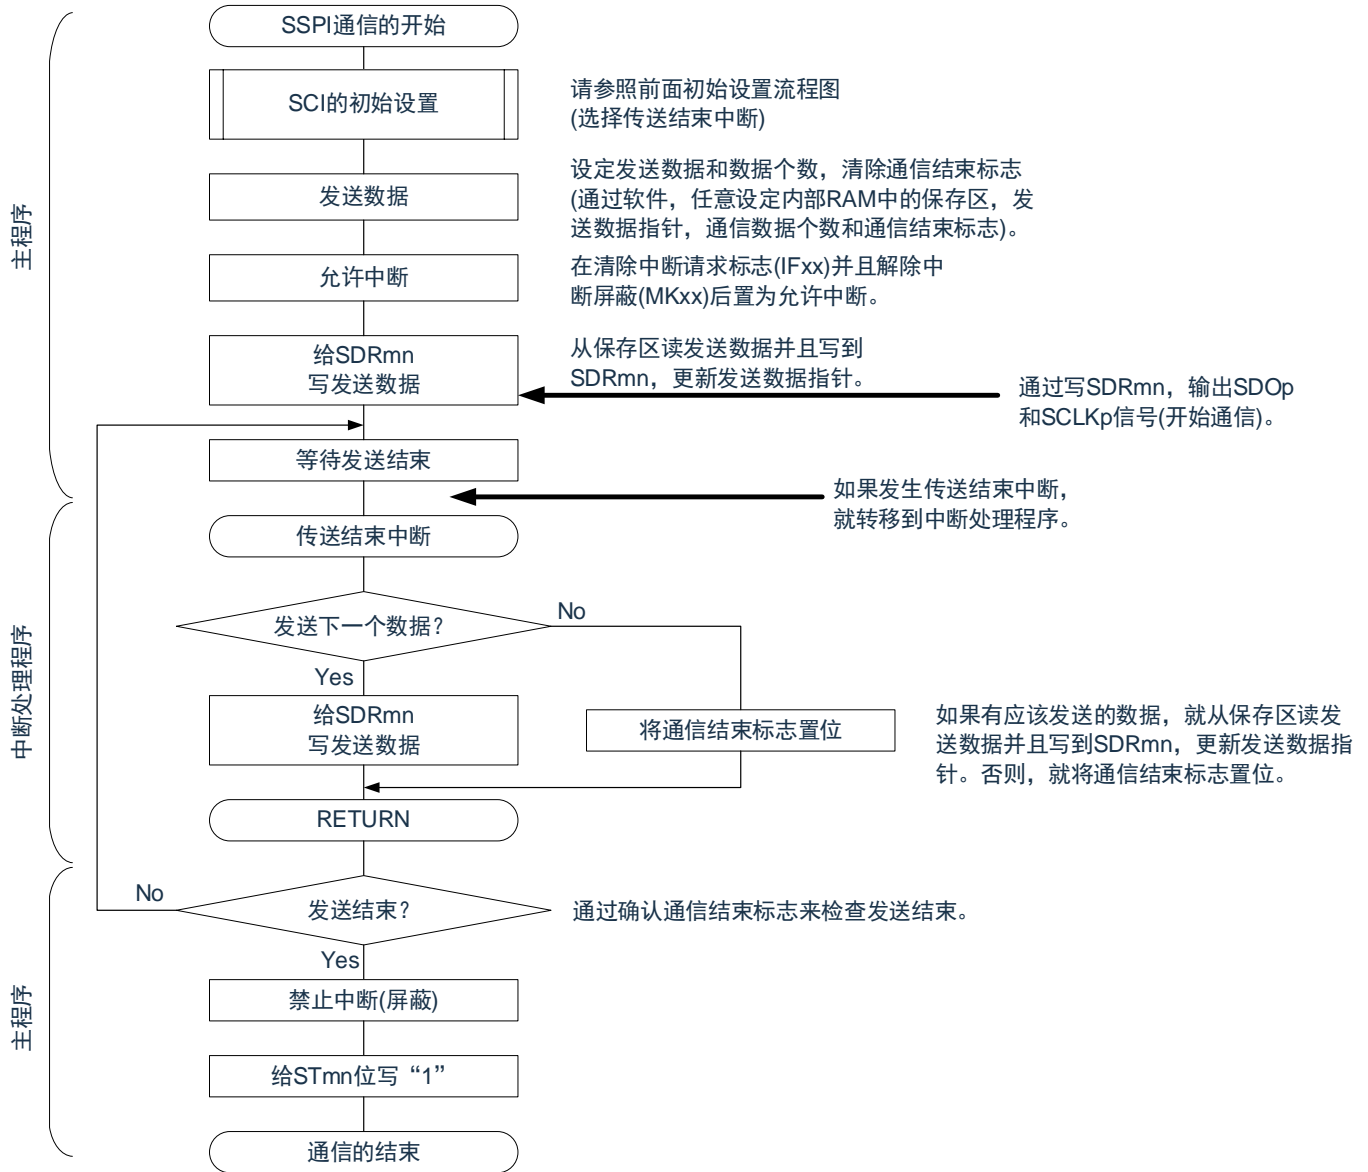 SSPI通信的开始
SCI的初始设置
请参照前面初始设置流程图
(选择传送结束中断)
发送数据
设定发送数据和数据个数，清除通信结束标志
(通过软件，任意设定内部RAM中的保存区，发
送数据指针，通信数据个数和通信结束标志)。
主程序
允许中断
在清除中断请求标志(IFxx)并且解除中
断屏蔽(MKxx)后置为允许中断。
给SDRmn
写发送数据
从保存区读发送数据并且写到
SDRmn，更新发送数据指针。
通过写SDRmn，输出SDOp
和SCLKp信号(开始通信)。
等待发送结束
如果发生传送结束中断，
就转移到中断处理程序。
传送结束中断
发送下一个数据？
No
Yes
中断处理程序
给SDRmn
写发送数据
将通信结束标志置位
如果有应该发送的数据，就从保存区读发
送数据并且写到SDRmn，更新发送数据指
针。否则，就将通信结束标志置位。
RETURN
No
发送结束？
通过确认通信结束标志来检查发送结束。
Yes
主程序
禁止中断(屏蔽)
给STmn位写“1”
通信的结束